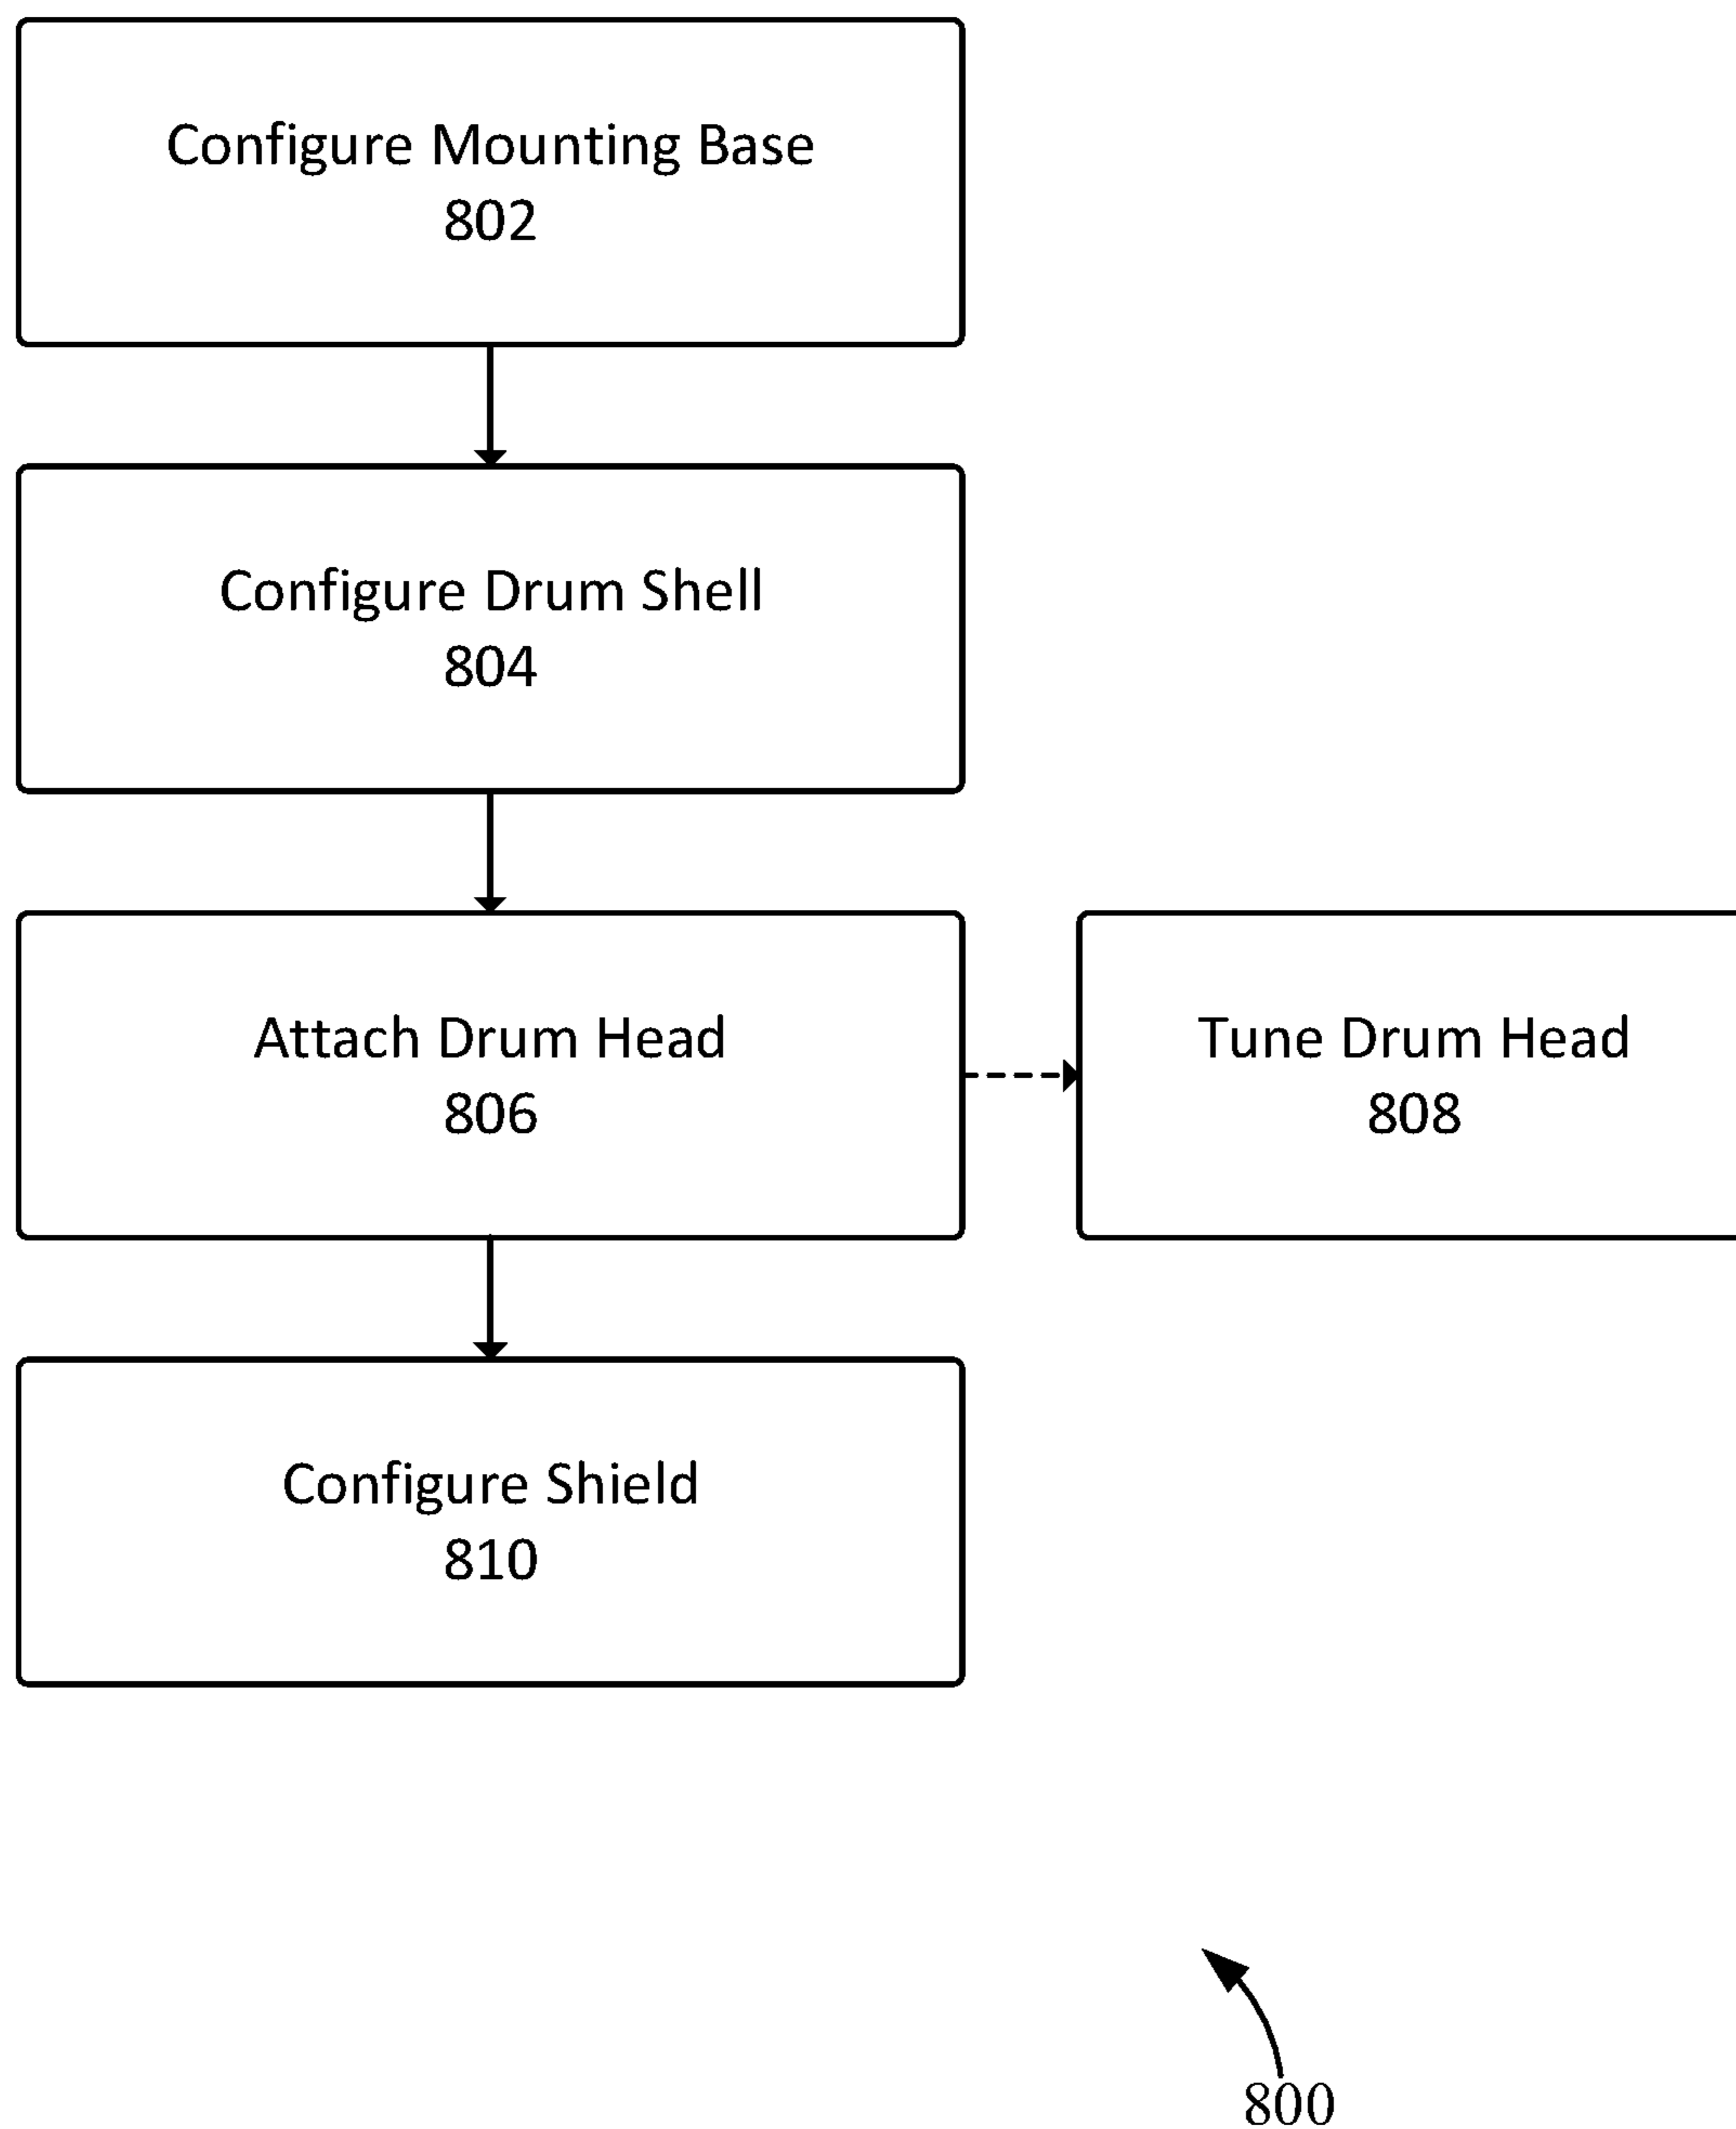 Configure Mounting Base
802
Configure Drum Shell
804
Attach Drum Head
806
Tune Drum Head
808
Configure Shield
810
800